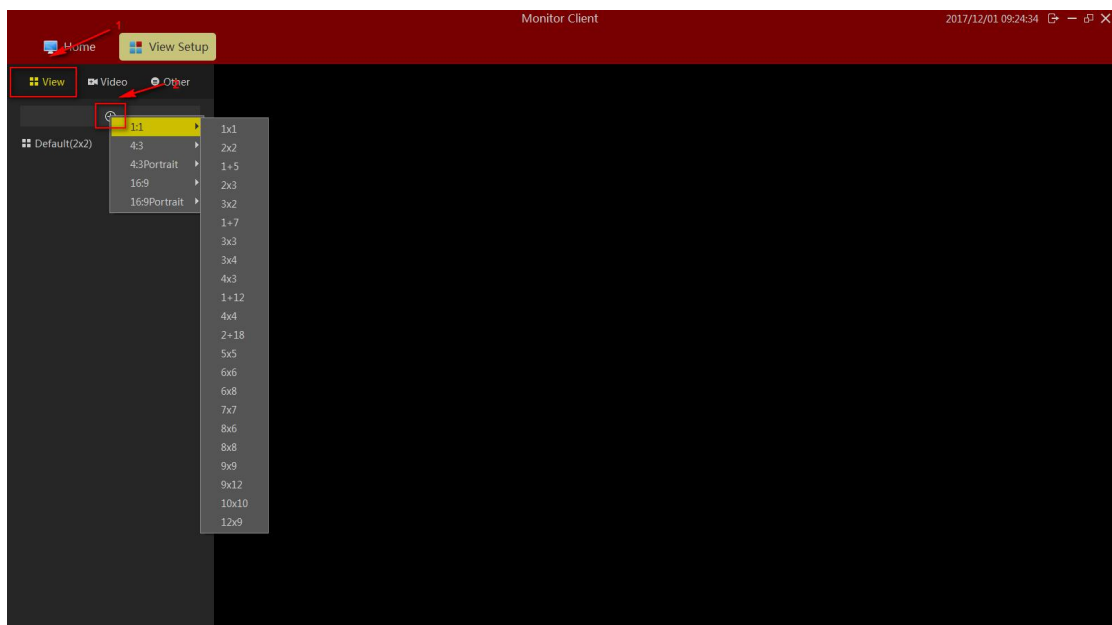 Monitor Client
2017/12/01 09:24:34
1
Home
View Setup
View
Video
Other
2
Default(2x2)
1:1
4:3
4:3Portrait
16:9
16:9Portrait
1x1
2x2
1+5
2x3
3x2
1+7
3x3
3x4
4x3
1+12
4x4
2+18
5x5
6x6
6x8
7x7
8x6
8x8
9x9
9x12
10x10
12x9